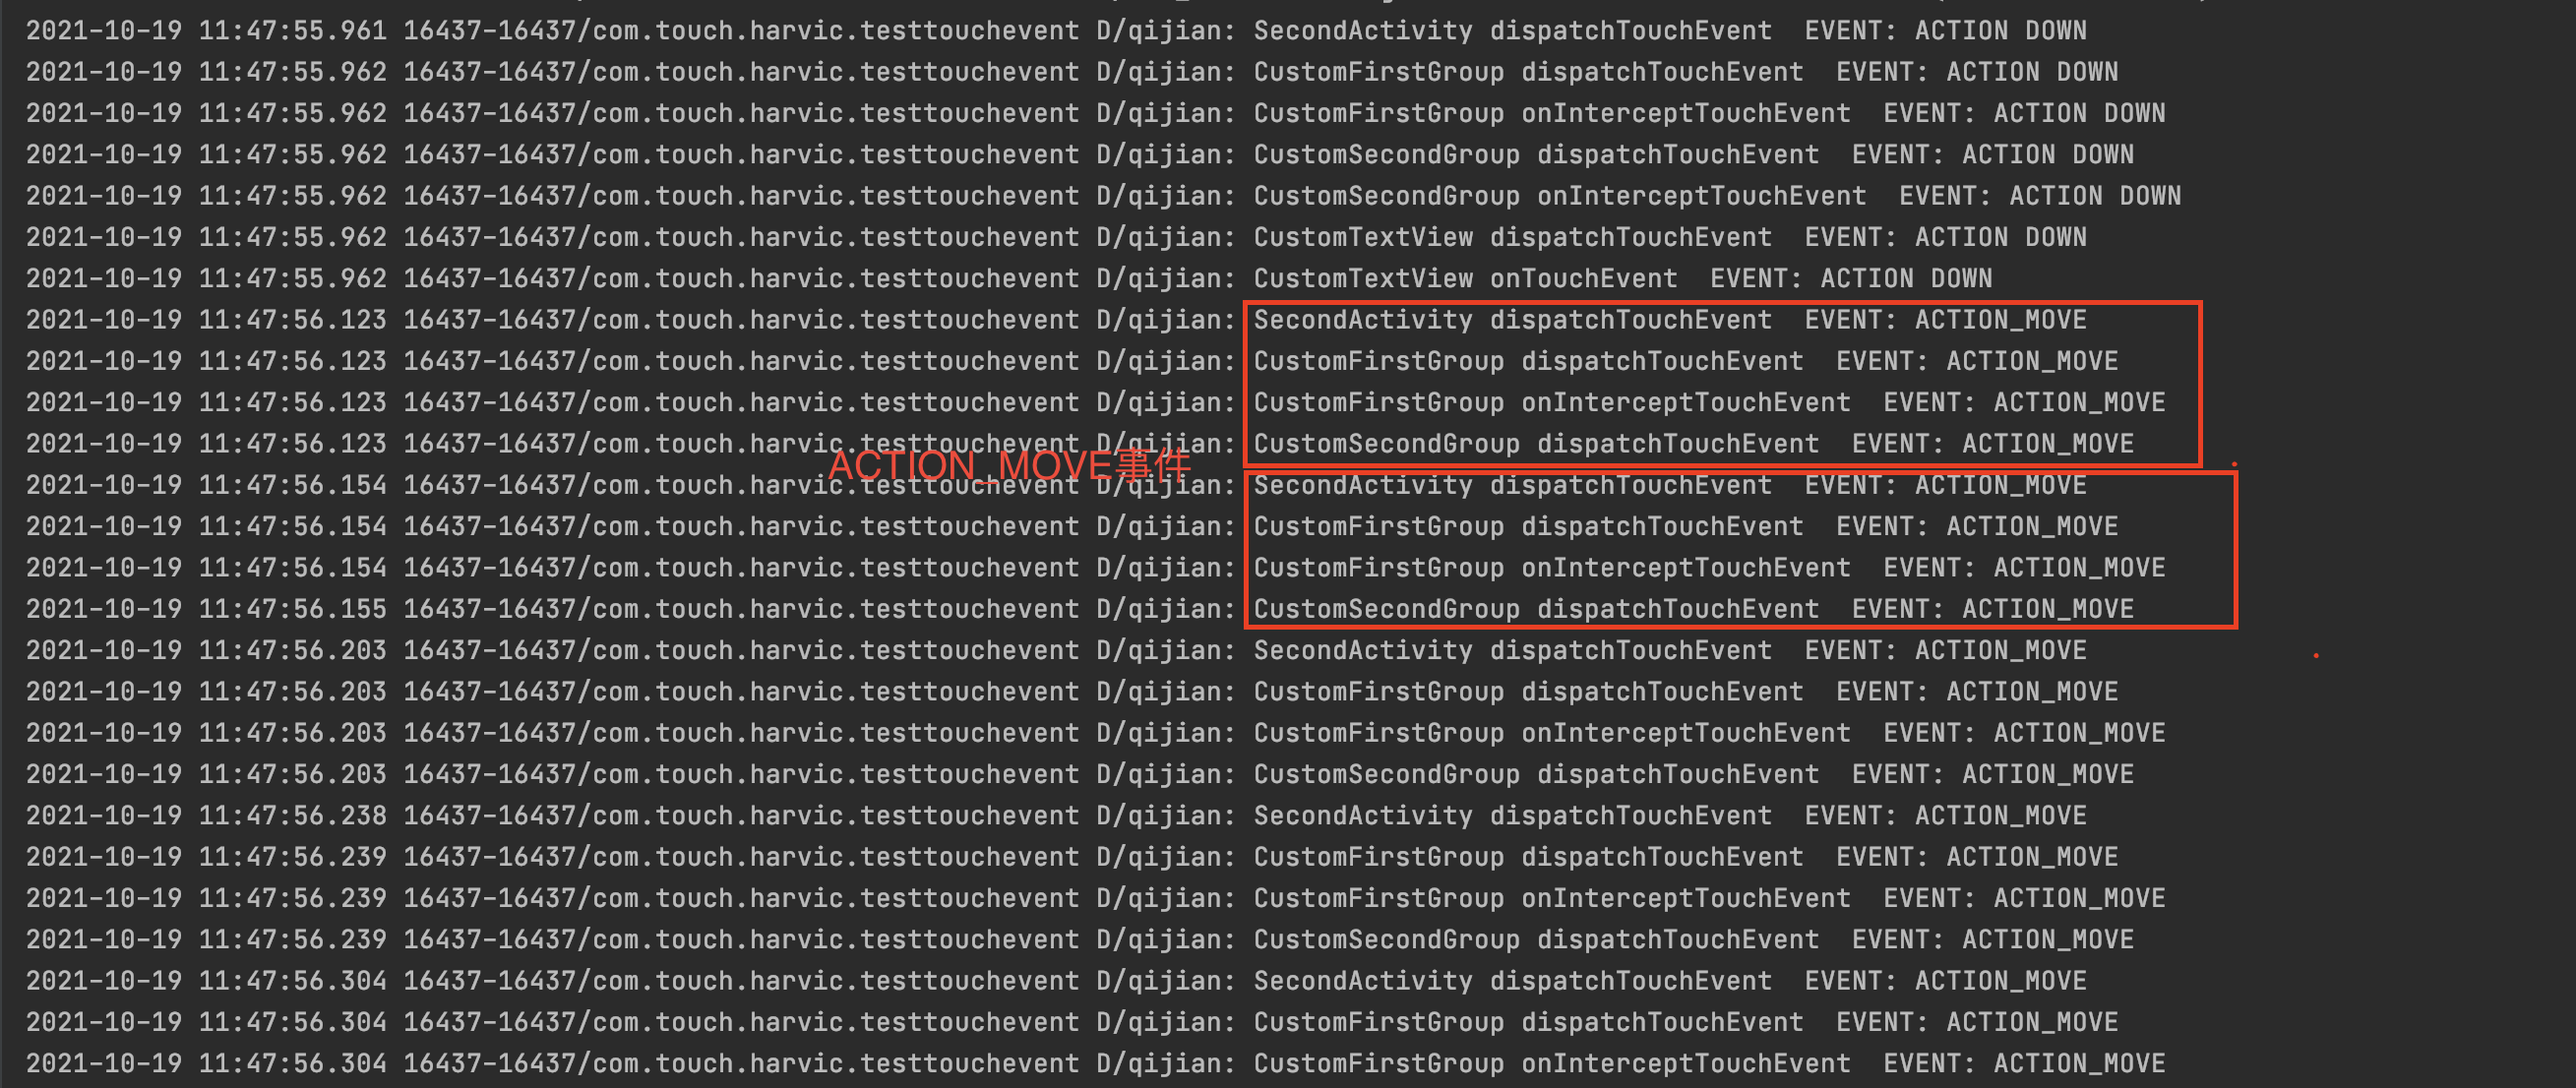 2021-10-19 11:47:55.961 16437-16437/com.touch.harvic.testtouchevent D/qijian: SecondActivity dispatchTouchEvent  EVENT: ACTION DOWN
2021-10-19 11:47:55.962 16437-16437/com.touch.harvic.testtouchevent D/qijian: CustomFirstGroup dispatchTouchEvent  EVENT: ACTION DOWN
2021-10-19 11:47:55.962 16437-16437/com.touch.harvic.testtouchevent D/qijian: CustomFirstGroup onInterceptTouchEvent  EVENT: ACTION DOWN
2021-10-19 11:47:55.962 16437-16437/com.touch.harvic.testtouchevent D/qijian: CustomSecondGroup dispatchTouchEvent  EVENT: ACTION DOWN
2021-10-19 11:47:55.962 16437-16437/com.touch.harvic.testtouchevent D/qijian: CustomSecondGroup onInterceptTouchEvent  EVENT: ACTION DOWN
2021-10-19 11:47:55.962 16437-16437/com.touch.harvic.testtouchevent D/qijian: CustomTextView dispatchTouchEvent  EVENT: ACTION DOWN
2021-10-19 11:47:55.962 16437-16437/com.touch.harvic.testtouchevent D/qijian: CustomTextView onTouchEvent  EVENT: ACTION DOWN
2021-10-19 11:47:56.123 16437-16437/com.touch.harvic.testtouchevent D/qijian: SecondActivity dispatchTouchEvent  EVENT: ACTION_MOVE
2021-10-19 11:47:56.123 16437-16437/com.touch.harvic.testtouchevent D/qijian: CustomFirstGroup dispatchTouchEvent  EVENT: ACTION_MOVE
2021-10-19 11:47:56.123 16437-16437/com.touch.harvic.testtouchevent D/qijian: CustomFirstGroup onInterceptTouchEvent  EVENT: ACTION_MOVE
2021-10-19 11:47:56.123 16437-16437/com.touch.harvic.testtouchevent D/qijian: CustomSecondGroup dispatchTouchEvent  EVENT: ACTION_MOVE
ACTION_MOVE事件
2021-10-19 11:47:56.154 16437-16437/com.touch.harvic.testtouchevent D/qijian: SecondActivity dispatchTouchEvent  EVENT: ACTION_MOVE
2021-10-19 11:47:56.154 16437-16437/com.touch.harvic.testtouchevent D/qijian: CustomFirstGroup dispatchTouchEvent  EVENT: ACTION_MOVE
2021-10-19 11:47:56.154 16437-16437/com.touch.harvic.testtouchevent D/qijian: CustomFirstGroup onInterceptTouchEvent  EVENT: ACTION_MOVE
2021-10-19 11:47:56.155 16437-16437/com.touch.harvic.testtouchevent D/qijian: CustomSecondGroup dispatchTouchEvent  EVENT: ACTION_MOVE
2021-10-19 11:47:56.203 16437-16437/com.touch.harvic.testtouchevent D/qijian: SecondActivity dispatchTouchEvent  EVENT: ACTION_MOVE
2021-10-19 11:47:56.203 16437-16437/com.touch.harvic.testtouchevent D/qijian: CustomFirstGroup dispatchTouchEvent  EVENT: ACTION_MOVE
2021-10-19 11:47:56.203 16437-16437/com.touch.harvic.testtouchevent D/qijian: CustomFirstGroup onInterceptTouchEvent  EVENT: ACTION_MOVE
2021-10-19 11:47:56.203 16437-16437/com.touch.harvic.testtouchevent D/qijian: CustomSecondGroup dispatchTouchEvent  EVENT: ACTION_MOVE
2021-10-19 11:47:56.238 16437-16437/com.touch.harvic.testtouchevent D/qijian: SecondActivity dispatchTouchEvent  EVENT: ACTION_MOVE
2021-10-19 11:47:56.239 16437-16437/com.touch.harvic.testtouchevent D/qijian: CustomFirstGroup dispatchTouchEvent  EVENT: ACTION_MOVE
2021-10-19 11:47:56.239 16437-16437/com.touch.harvic.testtouchevent D/qijian: CustomFirstGroup onInterceptTouchEvent  EVENT: ACTION_MOVE
2021-10-19 11:47:56.239 16437-16437/com.touch.harvic.testtouchevent D/qijian: CustomSecondGroup dispatchTouchEvent  EVENT: ACTION_MOVE
2021-10-19 11:47:56.304 16437-16437/com.touch.harvic.testtouchevent D/qijian: SecondActivity dispatchTouchEvent  EVENT: ACTION_MOVE
2021-10-19 11:47:56.304 16437-16437/com.touch.harvic.testtouchevent D/qijian: CustomFirstGroup dispatchTouchEvent  EVENT: ACTION_MOVE
2021-10-19 11:47:56.304 16437-16437/com.touch.harvic.testtouchevent D/qijian: CustomFirstGroup onInterceptTouchEvent  EVENT: ACTION_MOVE